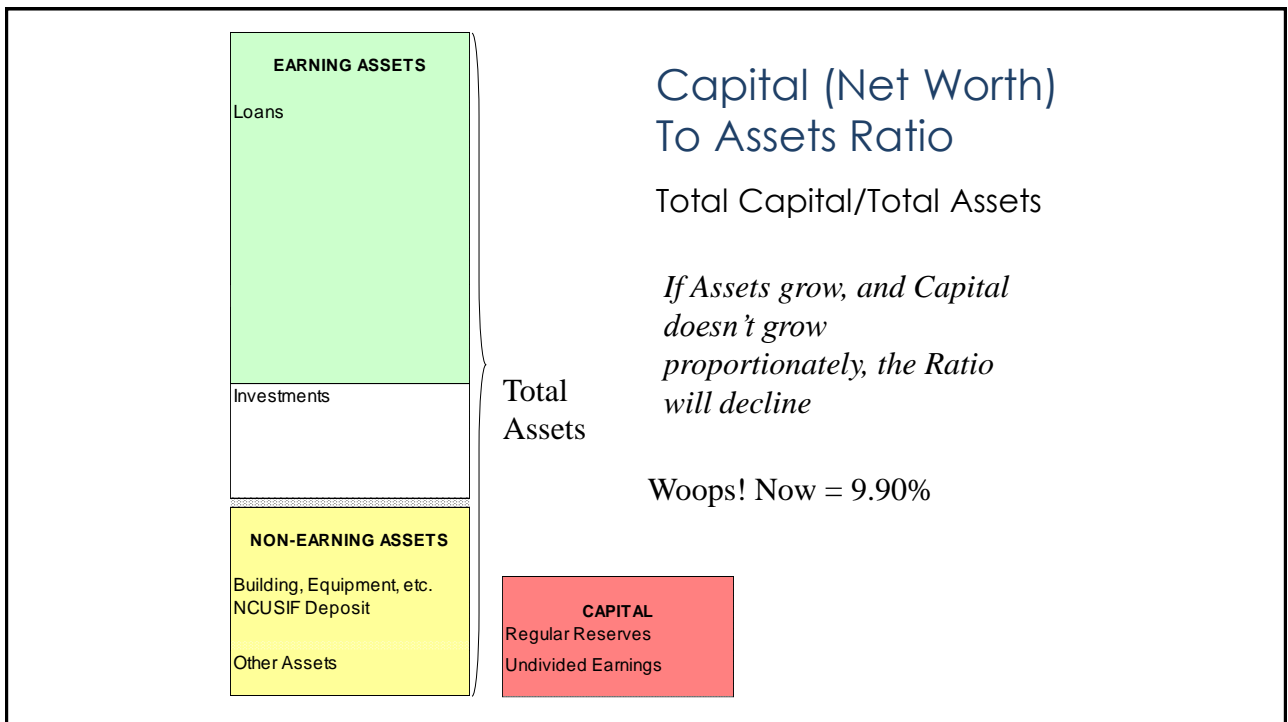 EARNING ASSETS
Loans
Investments
NON-EARNING ASSETS
Building, Equipment, etc.
NCUSIF Deposit
Other Assets
Total
Assets
CAPITAL
Regular Reserves
Undivided Earnings
Capital (Net Worth)
To Assets Ratio
Total Capital/Total Assets
If Assets grow, and Capital
doesn’t grow
proportionately, the Ratio
will decline
Woops! Now = 9.90%